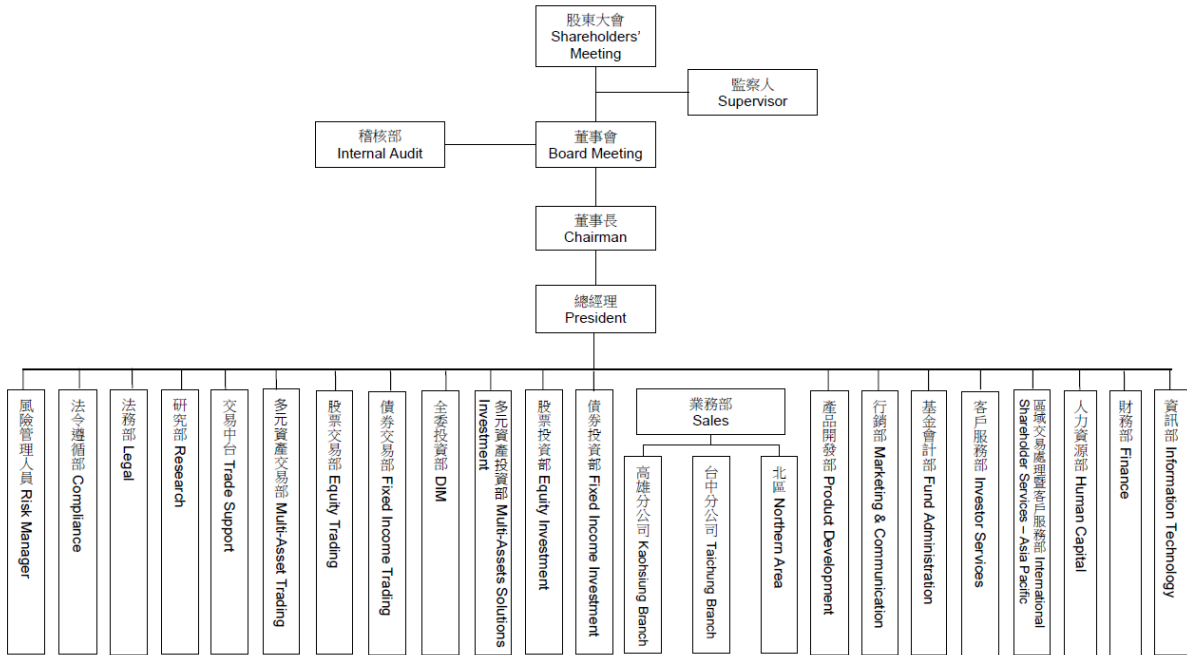 股東大會
Shareholders'
Meeting
監察人
Supervisor
稽核部
Internal Audit
董事會
Board Meeting
董事長
Chairman
總經理
President
風險管理人員 Risk Manager
法令遵循部 Compliance
法務部 Legal
研究部 Research
交易中台 Trade Support
多元資產交易部 Multi-Asset Trading
股票交易部 Equity Trading
債券交易部 Fixed Income Trading
全委投資部 DIM
多元資產投資部 Multi-Assets Solutions
Investment
股票投資部 Equity Investment
債券投資部 Fixed Income Investment
業務部
Sales
高雄分公司 Kaohsiung Branch
台中分公司 Taichung Branch
北區 Northern Area
產品開發部 Product Development
行銷部 Marketing & Communication
基金會計部 Fund Administration
客戶服務部 Investor Services
區域交易處理暨客戶服務部 International
Shareholder Services – Asia Pacific
人力資源部 Human Capital
財務部 Finance
資訊部 Information Technology